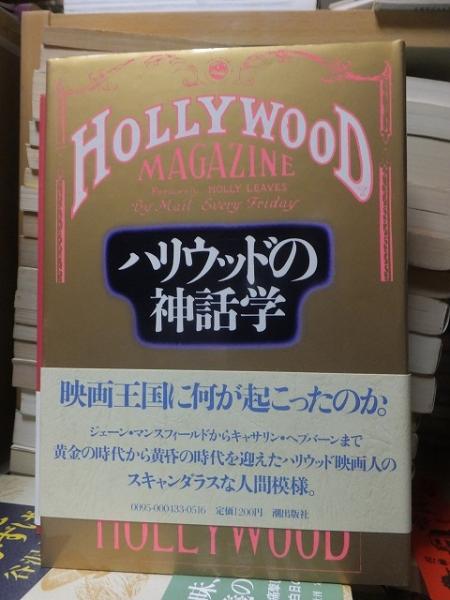 HOLLYWOOD
MAGAZINE
Formerly HOLLY LEAVES
By Mail Every Friday
ハリウッドの
神話学
映画王国に何が起こったのか。
ジェーン・マンスフィールドからキャサリン・ヘプバーンまで
黄金の時代から黄昏の時代を迎えたハリウッド映画人の
スキャンダラスな人間模様。
0095-000433-0516 定価1200円 潮出版社
HOLLYWOOD